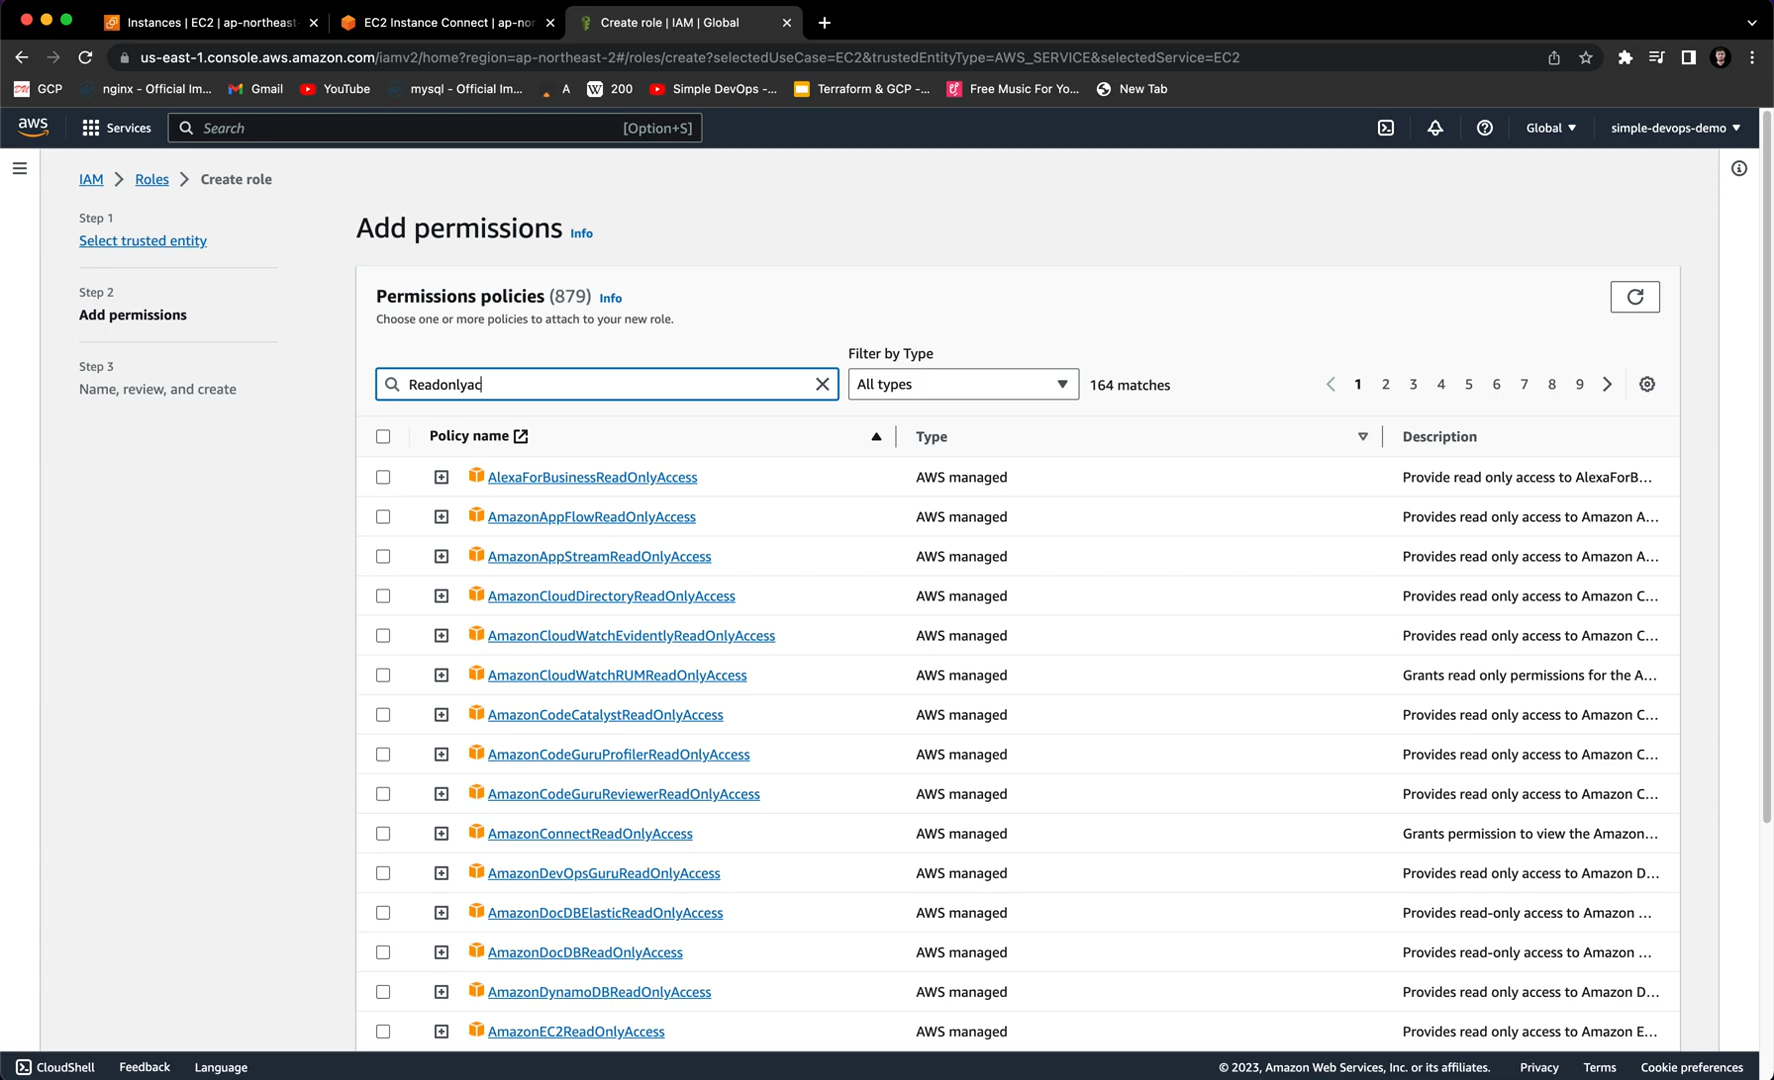 Instances | EC2 | ap-northeast
EC2 Instance Connect | ap-nor
Create role | IAM | Global
us-east-1.console.aws.amazon.com/iamv2/home?region=ap-northeast-2#/roles/create?selectedUseCase=EC2&trustedEntityType=AWS_SERVICE&selectedService=EC2
GCP
nginx - Official Im...
Gmail
YouTube
mysql - Official Im...
A
200
Simple DevOps -...
Terraform & GCP -...
Free Music For Yo...
New Tab
aws
Services
Search
[Option+S]
Global
simple-devops-demo
IAM
Roles
Create role
Step 1
Select trusted entity
Step 2
Add permissions
Step 3
Name, review, and create
Add permissions Info
Permissions policies (879) Info
Choose one or more policies to attach to your new role.
Filter by Type
Readonlyac
All types
164 matches
1 2 3 4 5 6 7 8 9
Policy name
Type
Description
AlexaForBusinessReadOnlyAccess AWS managed Provide read only access to AlexaForB...
AmazonAppFlowReadOnlyAccess AWS managed Provides read only access to Amazon A...
AmazonAppStreamReadOnlyAccess AWS managed Provides read only access to Amazon A...
AmazonCloudDirectoryReadOnlyAccess AWS managed Provides read only access to Amazon C...
AmazonCloudWatchEvidentlyReadOnlyAccess AWS managed Provides read only access to Amazon C...
AmazonCloudWatchRUMReadOnlyAccess AWS managed Grants read only permissions for the A...
AmazonCodeCatalystReadOnlyAccess AWS managed Provides read only access to Amazon C...
AmazonCodeGuruProfilerReadOnlyAccess AWS managed Provides read only access to Amazon C...
AmazonCodeGuruReviewerReadOnlyAccess AWS managed Provides read only access to Amazon C...
AmazonConnectReadOnlyAccess AWS managed Grants permission to view the Amazon...
AmazonDevOpsGuruReadOnlyAccess AWS managed Provides read only access to Amazon D...
AmazonDocDBElasticReadOnlyAccess AWS managed Provides read-only access to Amazon ...
AmazonDocDBReadOnlyAccess AWS managed Provides read-only access to Amazon ...
AmazonDynamoDBReadOnlyAccess AWS managed Provides read only access to Amazon D...
AmazonEC2ReadOnlyAccess AWS managed Provides read only access to Amazon E...
CloudShell
Feedback
Language
© 2023, Amazon Web Services, Inc. or its affiliates.
Privacy
Terms
Cookie preferences